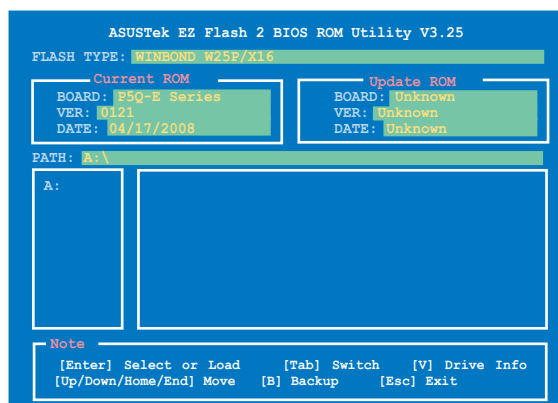 ASUSTek EZ Flash 2 BIOS ROM Utility V3.25
FLASH TYPE: WINBOND W25P/X16
Current ROM
BOARD: P5Q-E Series
VER: 0121
DATE: 04/17/2008
Update ROM
BOARD: Unknown
VER: Unknown
DATE: Unknown
PATH: A:\
A:
Note
[Enter] Select or Load [Tab] Switch [V] Drive Info
[Up/Down/Home/End] Move [B] Backup [Esc] Exit